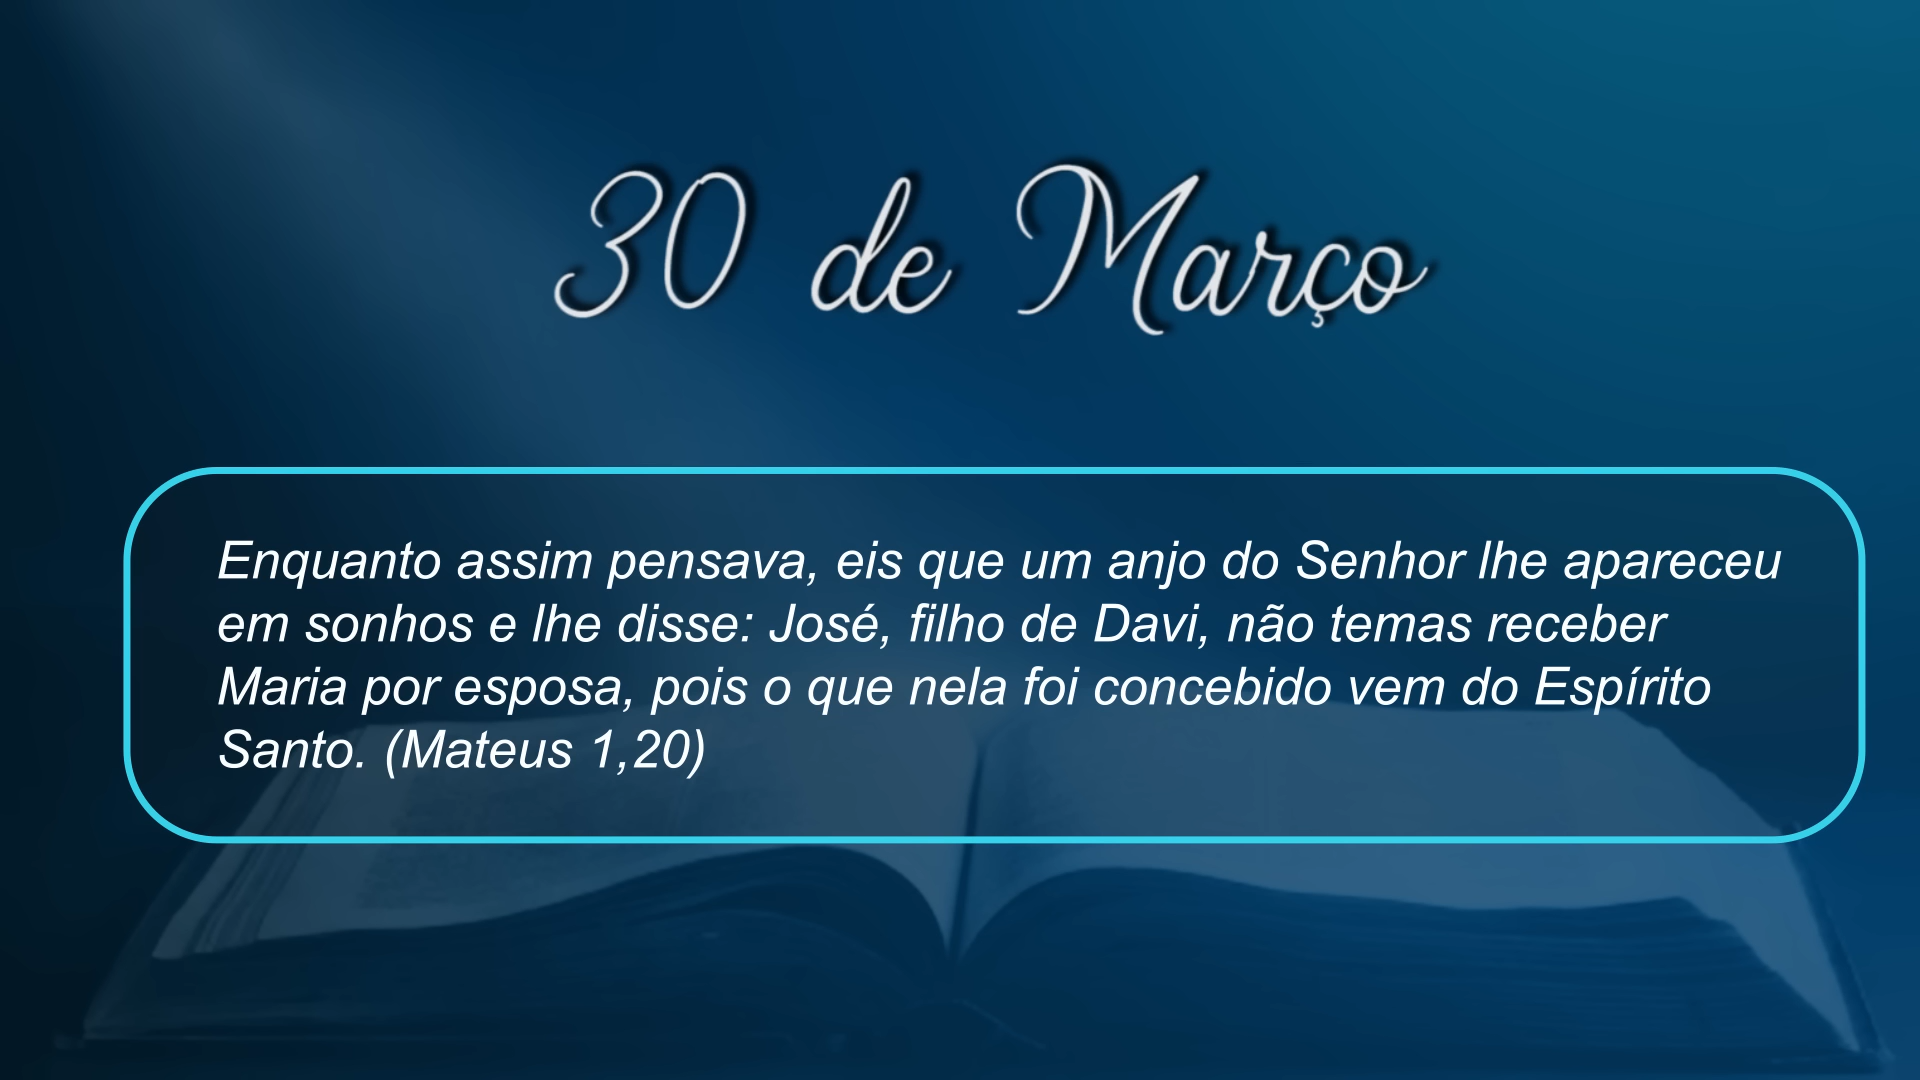 30 de Março
Enquanto assim pensava, eis que um anjo do Senhor lhe apareceu
em sonhos e lhe disse: José, filho de Davi, não temas receber
Maria por esposa, pois o que nela foi concebido vem do Espírito
Santo. (Mateus 1,20)